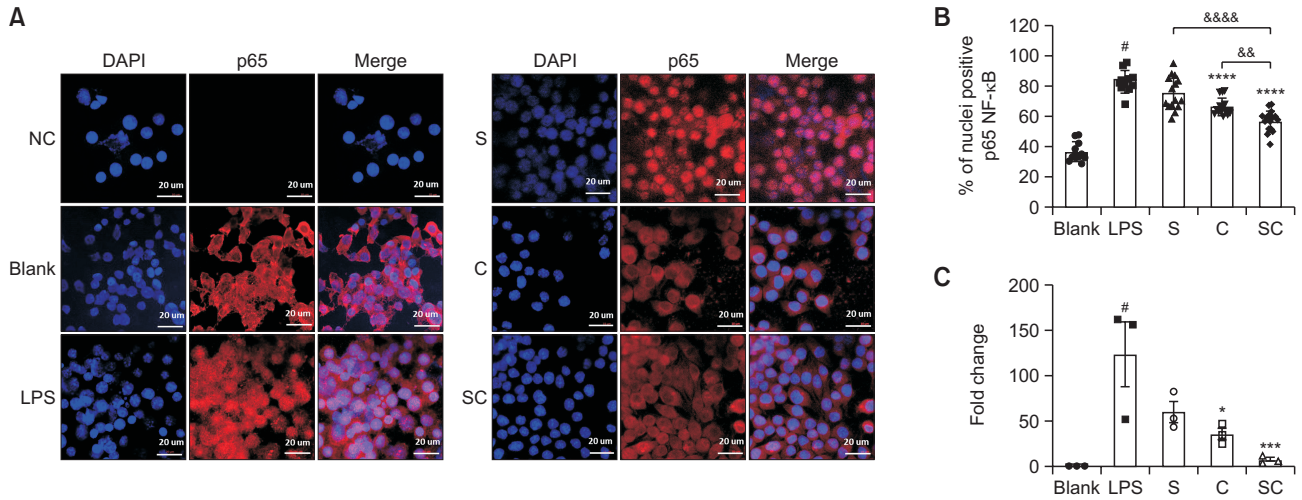 A
DAPI p65 Merge
NC
20 um 20 um 20 um
Blank
20 um 20 um 20 um
LPS
20 um 20 um 20 um
DAPI p65 Merge
S
20 um 20 um 20 um
C
20 um 20 um 20 um
SC
20 um 20 um 20 um
B
% of nuclei positive
p65 NF-κB
120
100
80
60
40
20
0
&&&&
&&
#
****
****
Blank LPS S C SC
C
Fold change
200
150
100
50
0
#
*
***
Blank LPS S C SC